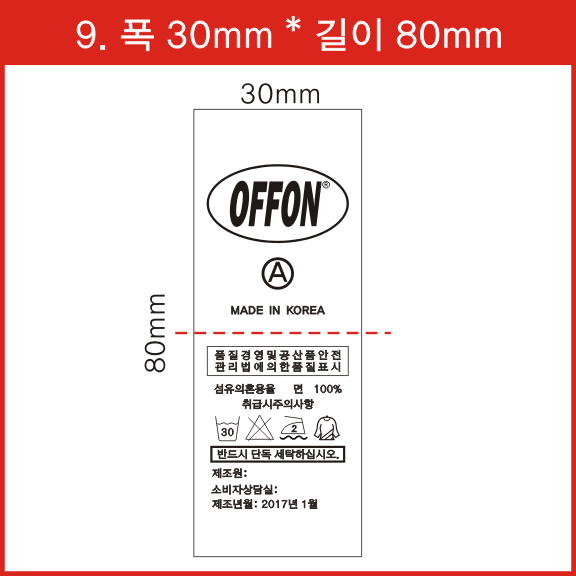 9. 폭 30mm * 길이 80mm
30mm
OFFON®
A
MADE IN KOREA
80mm
품질경영및공산품안전
관리법에의한품질표시
섬유의혼용율 면 100%
취급시주의사항
30 2
반드시 단독 세탁하십시오.
제조원:
소비자상담실:
제조년월: 2017년 1월